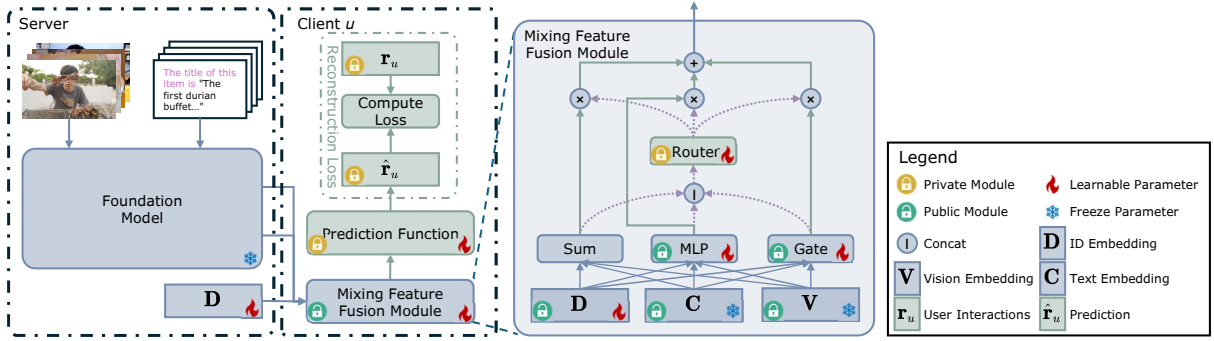 Server
The title of this
item is "The
first durian
buffet..."
Foundation
Model
D
Client u
Reconstruction Loss
r_u
Compute
Loss
r̂_u
Prediction Function
Mixing Feature
Fusion Module
Mixing Feature
Fusion Module
+
× × ×
Router
|
Sum MLP Gate
D C V
Legend
Private Module Learnable Parameter
Public Module Freeze Parameter
| Concat D ID Embedding
V Vision Embedding C Text Embedding
r_u User Interactions r̂_u Prediction